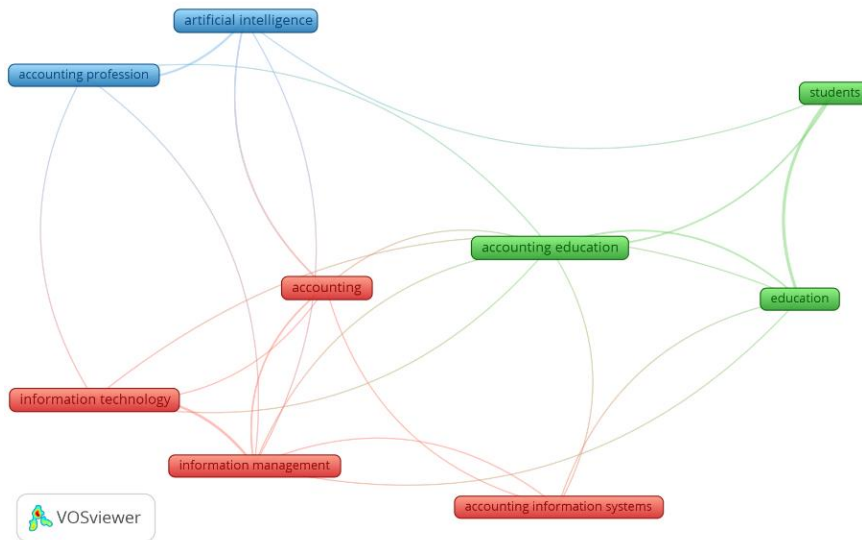 artificial intelligence
accounting profession
students
accounting education
accounting
education
information technology
information management
accounting information systems
VOSviewer